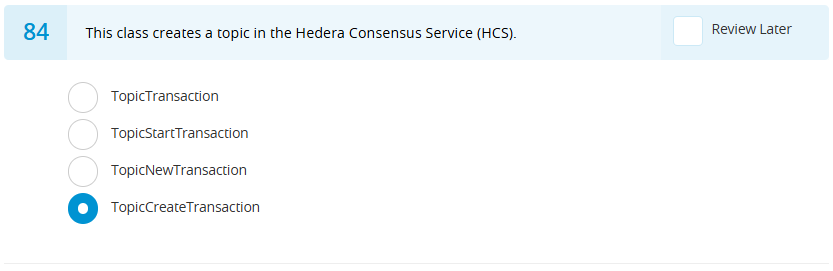 84 This class creates a topic in the Hedera Consensus Service (HCS). Review Later
TopicTransaction
TopicStartTransaction
TopicNewTransaction
TopicCreateTransaction